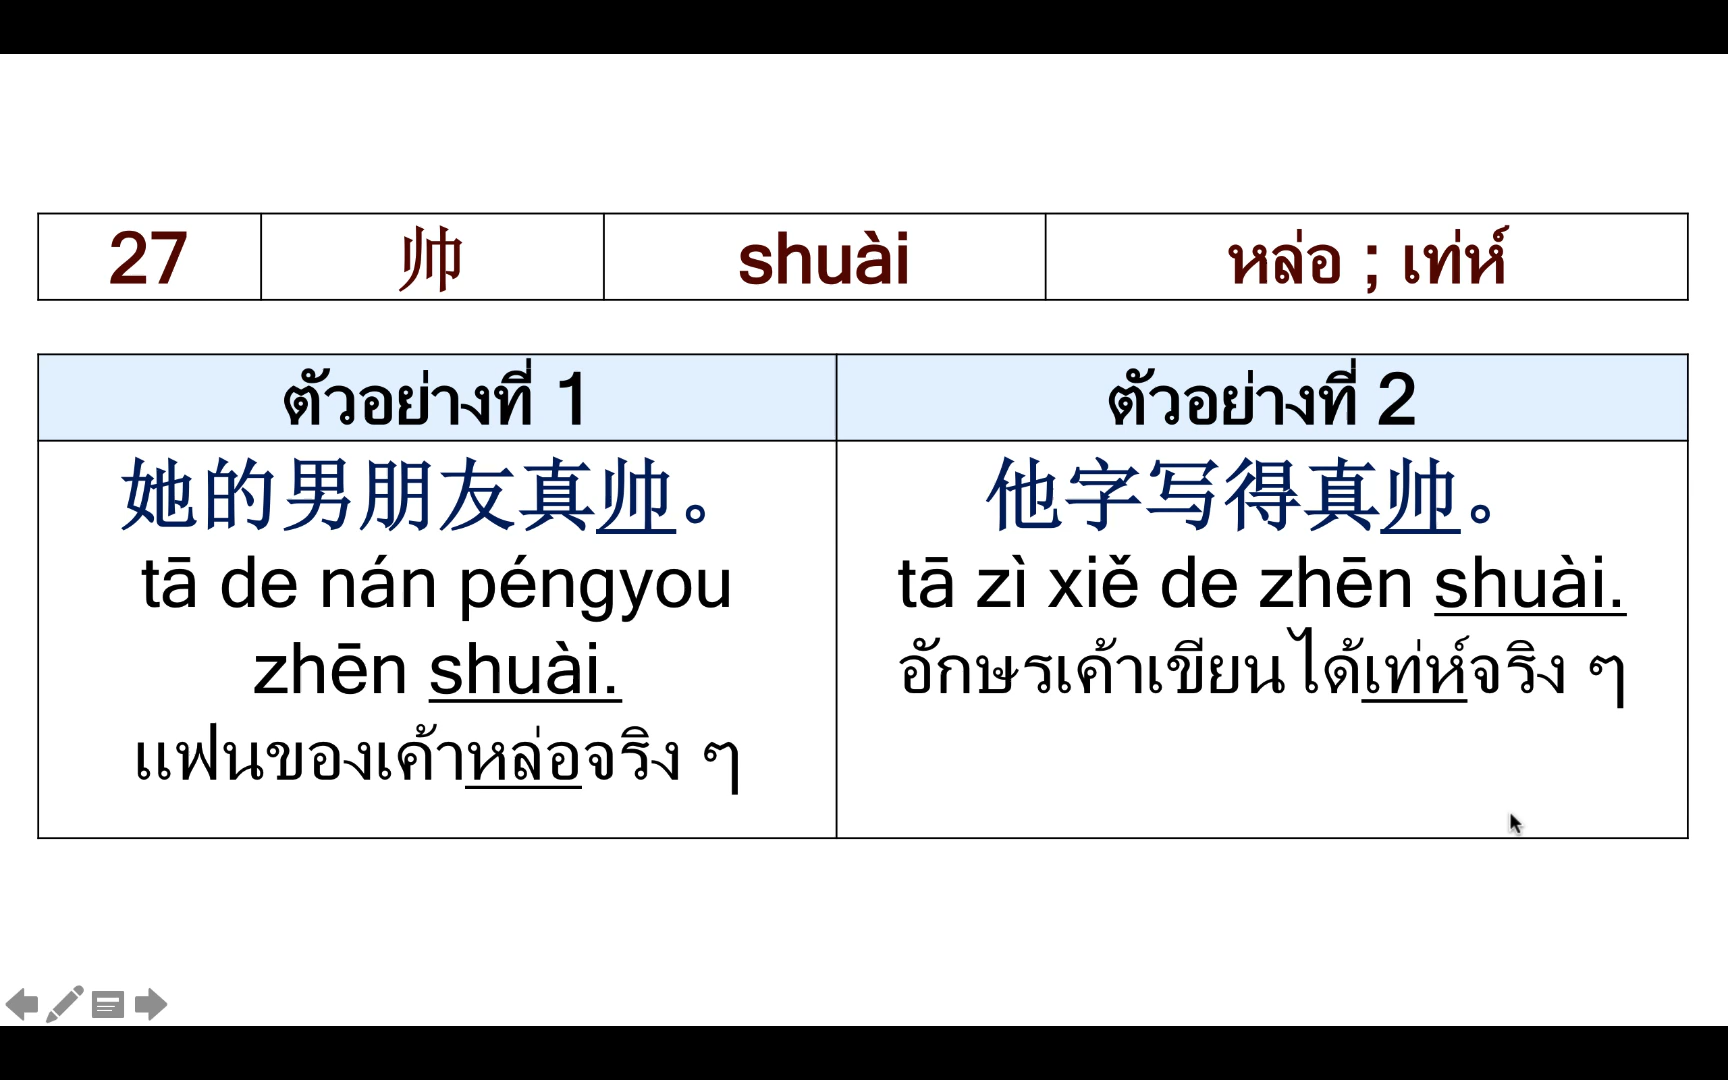 27 帅 shuài หล่อ ; เท่ห์
ตัวอย่างที่ 1
她的男朋友真帅。
tā de nán péngyou
zhēn shuài.
แฟนของเค้าหล่อจริง ๆ
ตัวอย่างที่ 2
他字写得真帅。
tā zì xiě de zhēn shuài.
อักษรเค้าเขียนได้เท่ห์จริง ๆ